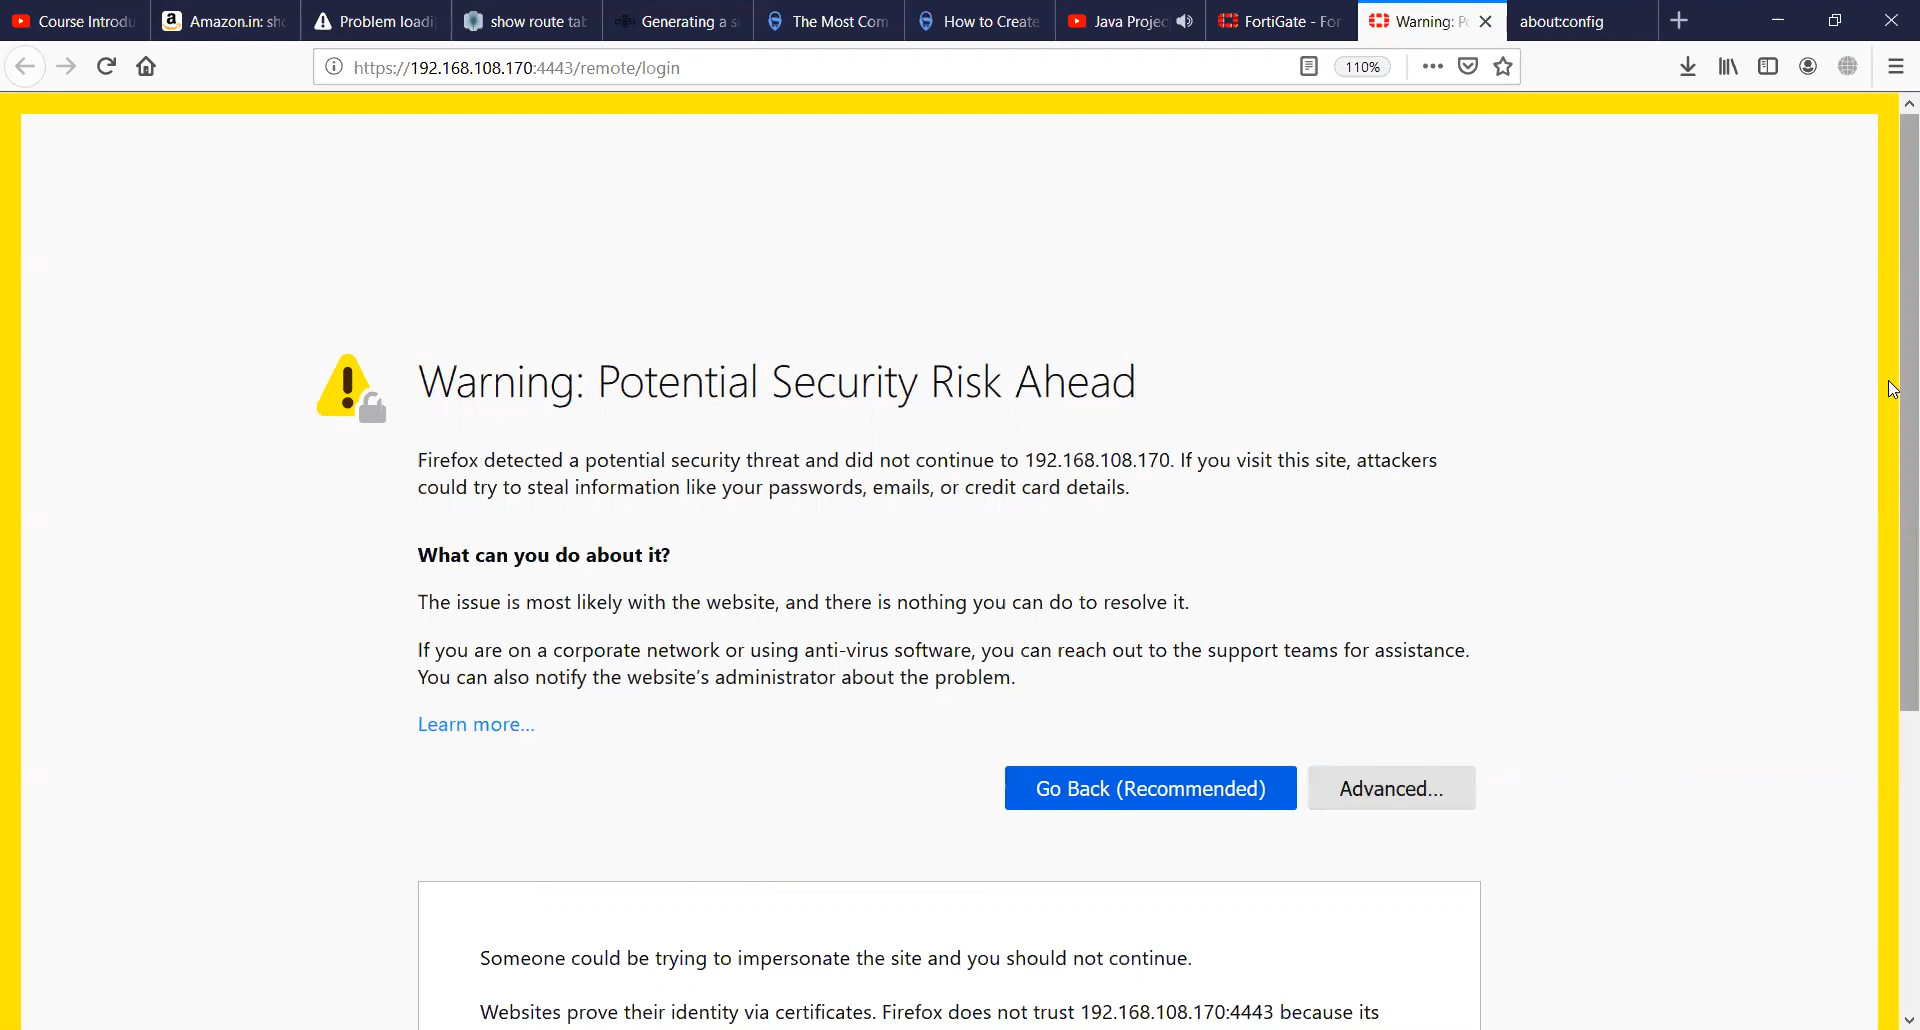 Course Introdu
Amazon.in: sho
Problem loadi
show route tab
Generating a s
The Most Com
How to Create
Java Projec
FortiGate - For
Warning: Po
about:config
https://192.168.108.170:4443/remote/login
110%
Warning: Potential Security Risk Ahead
Firefox detected a potential security threat and did not continue to 192.168.108.170. If you visit this site, attackers
could try to steal information like your passwords, emails, or credit card details.
What can you do about it?
The issue is most likely with the website, and there is nothing you can do to resolve it.
If you are on a corporate network or using anti-virus software, you can reach out to the support teams for assistance.
You can also notify the website’s administrator about the problem.
Learn more…
Go Back (Recommended)
Advanced...
Someone could be trying to impersonate the site and you should not continue.
Websites prove their identity via certificates. Firefox does not trust 192.168.108.170:4443 because its